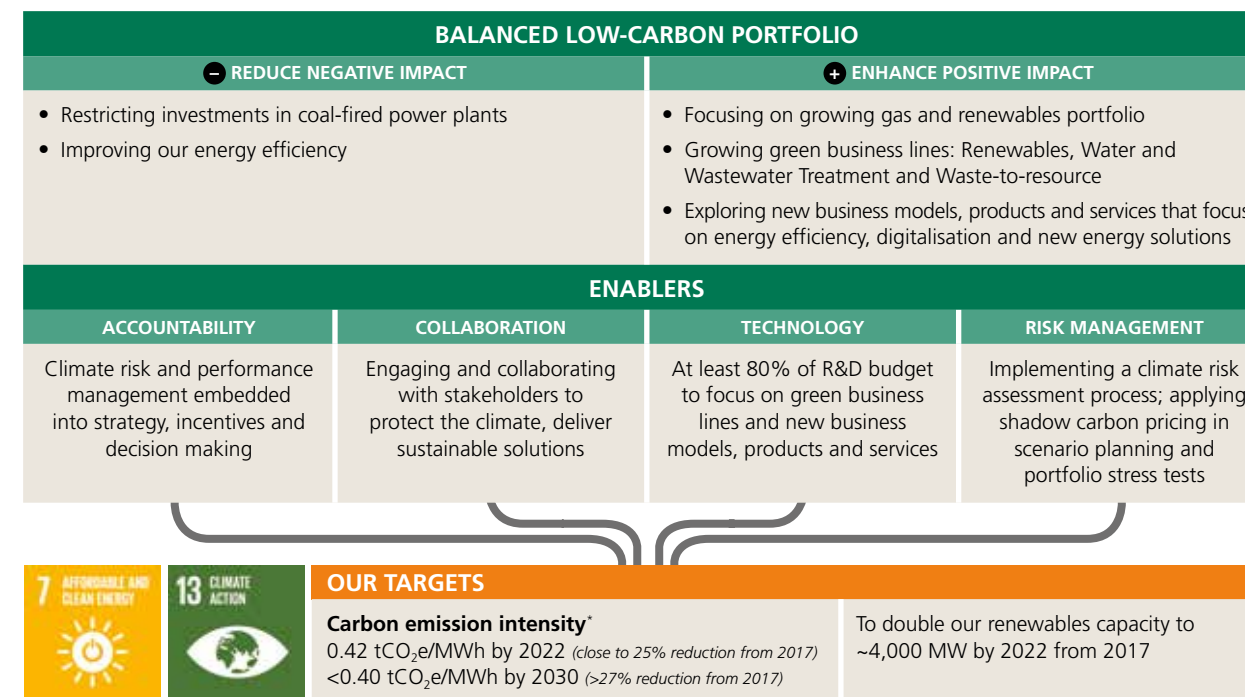 BALANCED LOW-CARBON PORTFOLIO
− REDUCE NEGATIVE IMPACT
• Restricting investments in coal-fired power plants
• Improving our energy efficiency
+ ENHANCE POSITIVE IMPACT
• Focusing on growing gas and renewables portfolio
• Growing green business lines: Renewables, Water and
Wastewater Treatment and Waste-to-resource
• Exploring new business models, products and services that focus
on energy efficiency, digitalisation and new energy solutions
ENABLERS
ACCOUNTABILITY
Climate risk and performance
management embedded
into strategy, incentives and
decision making
COLLABORATION
Engaging and collaborating
with stakeholders to
protect the climate, deliver
sustainable solutions
TECHNOLOGY
At least 80% of R&D budget
to focus on green business
lines and new business
models, products and services
RISK MANAGEMENT
Implementing a climate risk
assessment process; applying
shadow carbon pricing in
scenario planning and
portfolio stress tests
7 AFFORDABLE AND
CLEAN ENERGY
13 CLIMATE
ACTION
OUR TARGETS
Carbon emission intensity*
0.42 tCO₂e/MWh by 2022 (close to 25% reduction from 2017)
<0.40 tCO₂e/MWh by 2030 (>27% reduction from 2017)
To double our renewables capacity to
~4,000 MW by 2022 from 2017